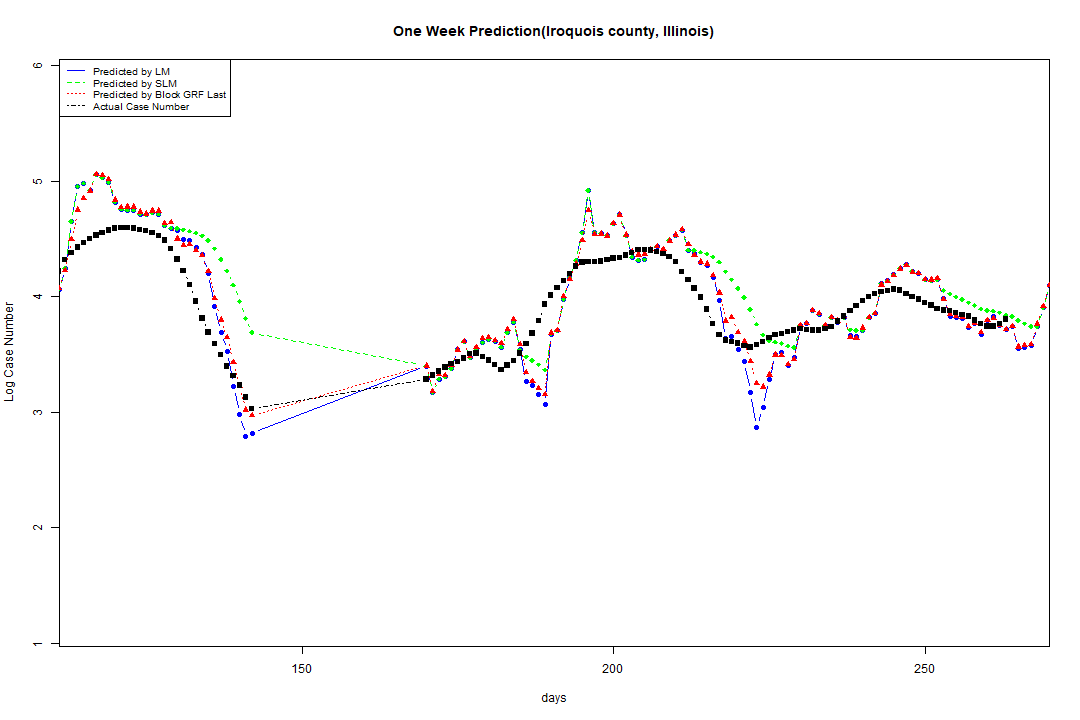 One Week Prediction(Iroquois county, Illinois)
Predicted by LM
Predicted by SLM
Predicted by Block GRF Last
Actual Case Number
Log Case Number
6
5
4
3
2
1
150
200
250
days